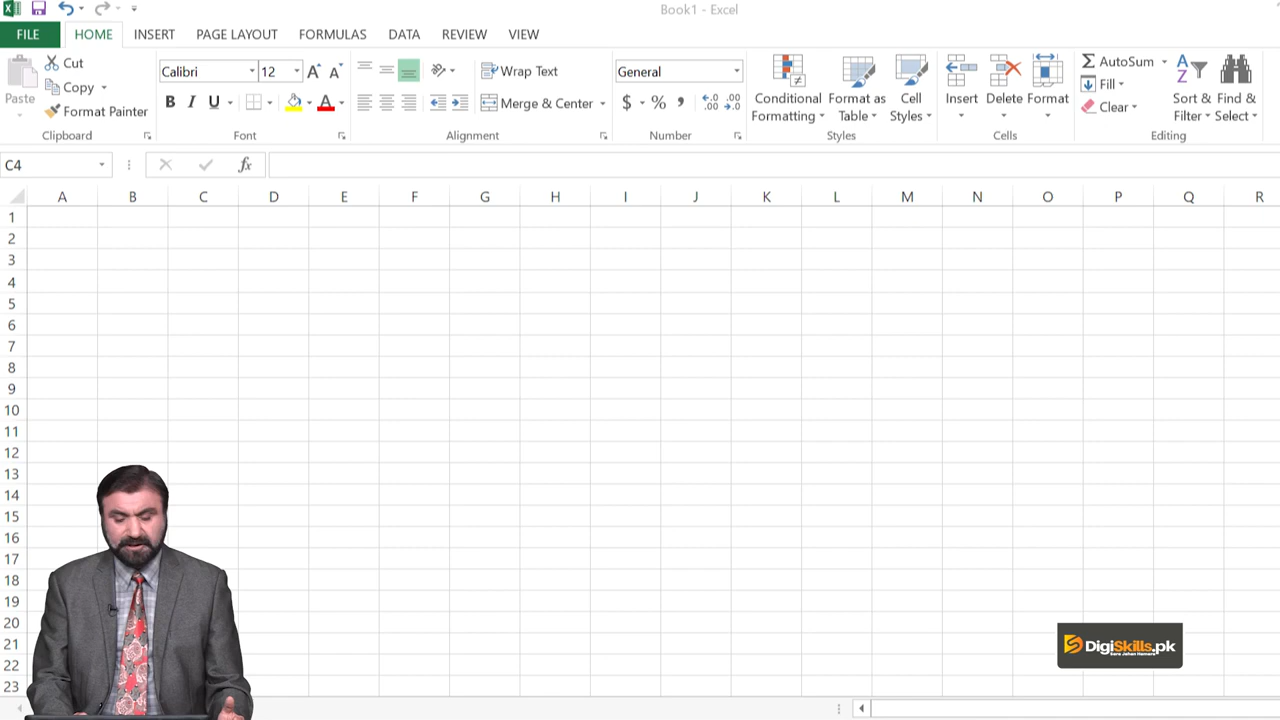 Book1 - Excel
FILE HOME INSERT PAGE LAYOUT FORMULAS DATA REVIEW VIEW
Paste
Cut
Copy
Format Painter
Clipboard
Calibri 12
B I U
Font
Wrap Text
Merge & Center
Alignment
General
$ % ,
Number
Conditional
Formatting
Format as
Table
Cell
Styles
Styles
Insert Delete Format
Cells
AutoSum
Fill
Clear
Sort &
Filter
Find &
Select
Editing
C4 fx
A B C D E F G H I J K L M N O P Q R
1
2
3
4
5
6
7
8
9
10
11
12
13
14
15
16
17
18
19
20
21
22
23
DigiSkills.pk